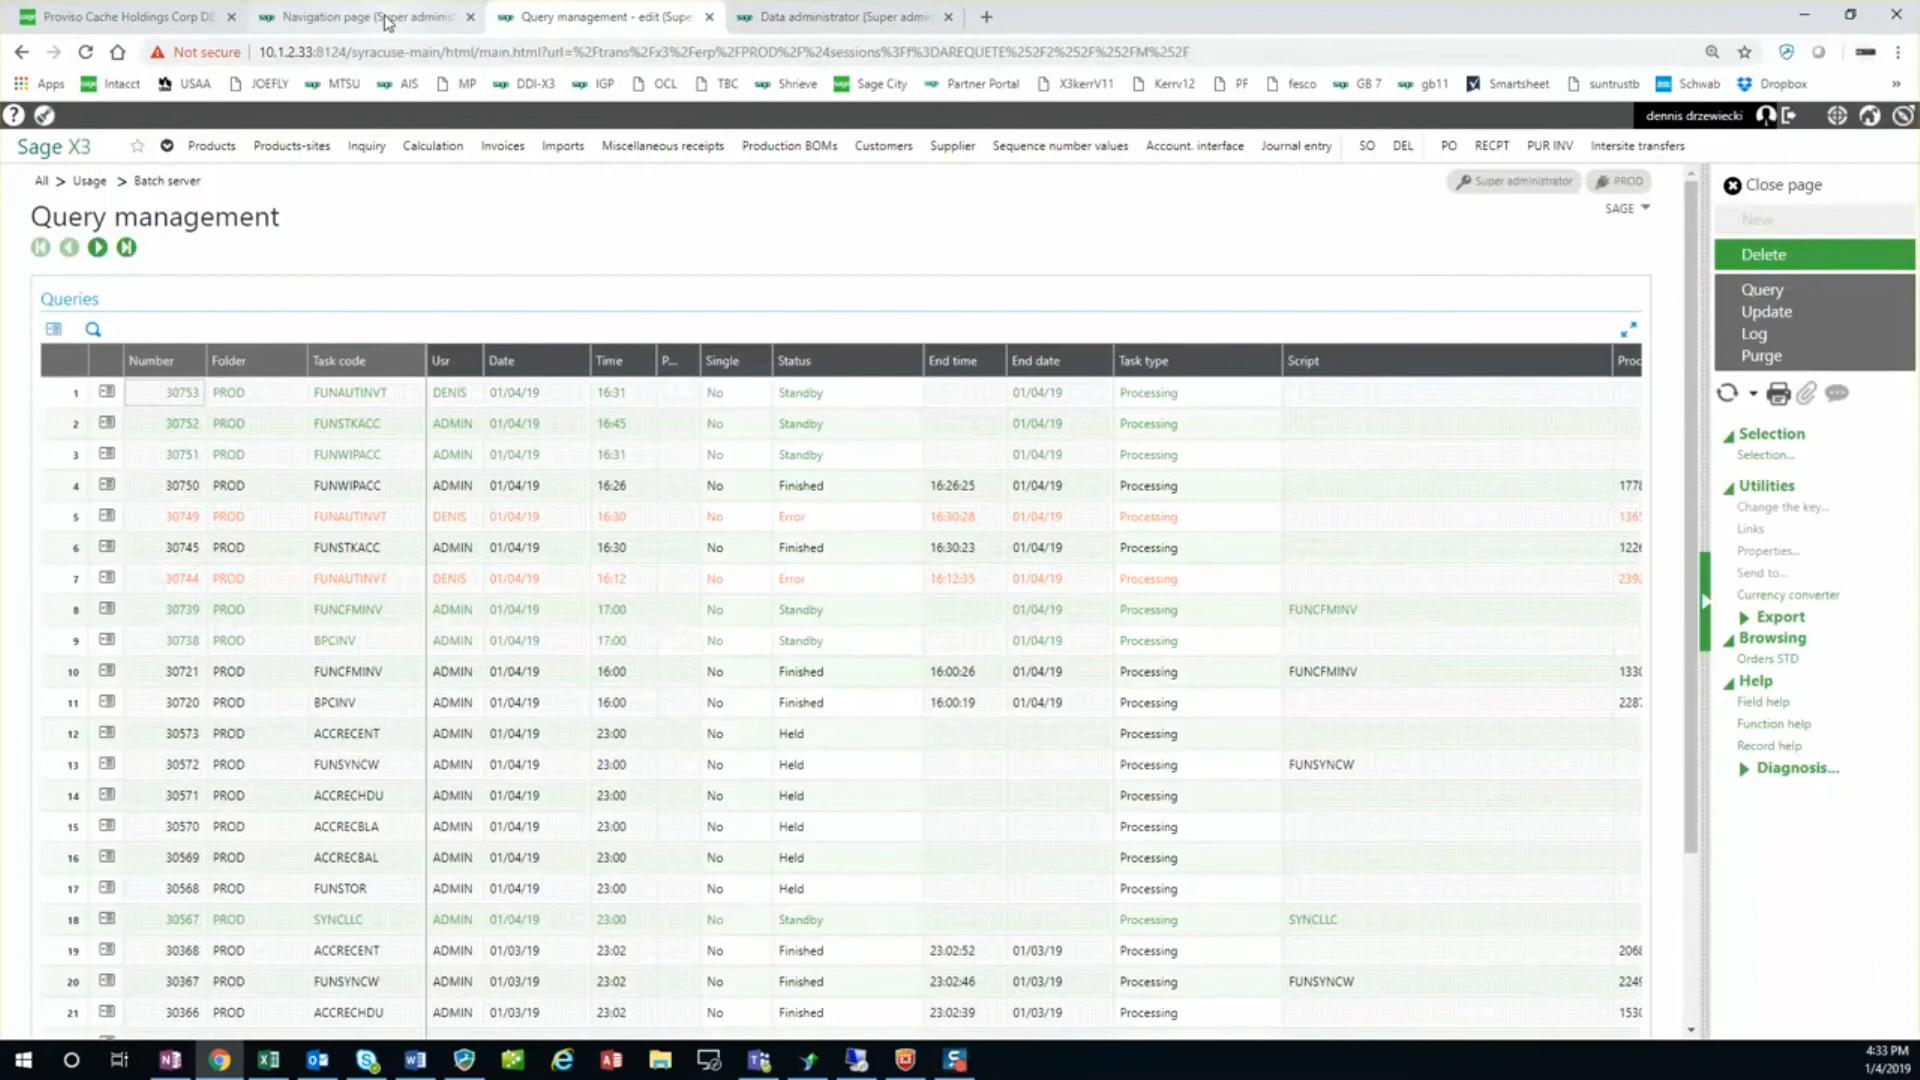 Proviso Cache Holdings Corp DE
Navigation page (Super adminis
Query management - edit (Supe
Data administrator (Super admin
Not secure
10.1.2.33:8124/syracuse-main/html/main.html?url=%2Ftrans%2Fx3%2Ferp%2FPROD%2F%24sessions%3Ff%3DAREQUETE%252F2%252F%252FM%252F
Apps Intacct USAA JOEFLY MTSU AIS MP DDI-X3 IGP OCL TBC Shrieve Sage City Partner Portal X3kerrV11 Kerrv12 PF fesco GB 7 gb11 Smartsheet suntrustb Schwab Dropbox »
dennis drzewiecki
Sage X3 Products Products-sites Inquiry Calculation Invoices Imports Miscellaneous receipts Production BOMs Customers Supplier Sequence number values Account. interface Journal entry SO DEL PO RECPT PUR INV Intersite transfers
All > Usage > Batch server
Super administrator PROD
SAGE
Query management
Queries
Number Folder Task code Usr Date Time P... Single Status End time End date Task type Script Proc
1 30753 PROD FUNAUTINVT DENIS 01/04/19 16:31 No Standby 01/04/19 Processing
2 30752 PROD FUNSTKACC ADMIN 01/04/19 16:45 No Standby 01/04/19 Processing
3 30751 PROD FUNWIPACC ADMIN 01/04/19 16:31 No Standby 01/04/19 Processing
4 30750 PROD FUNWIPACC ADMIN 01/04/19 16:26 No Finished 16:26:25 01/04/19 Processing 1778
5 30749 PROD FUNAUTINVT DENIS 01/04/19 16:30 No Error 16:30:28 01/04/19 Processing 1365
6 30745 PROD FUNSTKACC ADMIN 01/04/19 16:30 No Finished 16:30:23 01/04/19 Processing 1226
7 30744 PROD FUNAUTINVT DENIS 01/04/19 16:12 No Error 16:12:35 01/04/19 Processing 2392
8 30739 PROD FUNCFMINV ADMIN 01/04/19 17:00 No Standby 01/04/19 Processing FUNCFMINV
9 30738 PROD BPCINV ADMIN 01/04/19 17:00 No Standby 01/04/19 Processing
10 30721 PROD FUNCFMINV ADMIN 01/04/19 16:00 No Finished 16:00:26 01/04/19 Processing FUNCFMINV 1330
11 30720 PROD BPCINV ADMIN 01/04/19 16:00 No Finished 16:00:19 01/04/19 Processing 2287
12 30573 PROD ACCRECENT ADMIN 01/04/19 23:00 No Held Processing
13 30572 PROD FUNSYNCW ADMIN 01/04/19 23:00 No Held Processing FUNSYNCW
14 30571 PROD ACCRECHDU ADMIN 01/04/19 23:00 No Held Processing
15 30570 PROD ACCRECBLA ADMIN 01/04/19 23:00 No Held Processing
16 30569 PROD ACCRECBAL ADMIN 01/04/19 23:00 No Held Processing
17 30568 PROD FUNSTOR ADMIN 01/04/19 23:00 No Held Processing
18 30567 PROD SYNCLLC ADMIN 01/04/19 23:00 No Standby Processing SYNCLLC
19 30368 PROD ACCRECENT ADMIN 01/03/19 23:02 No Finished 23:02:52 01/03/19 Processing 2068
20 30367 PROD FUNSYNCW ADMIN 01/03/19 23:02 No Finished 23:02:46 01/03/19 Processing FUNSYNCW 2249
21 30366 PROD ACCRECHDU ADMIN 01/03/19 23:02 No Finished 23:02:39 01/03/19 Processing 1530
Close page
New
Delete
Query
Update
Log
Purge
Selection
Selection...
Utilities
Change the key...
Links
Properties...
Send to...
Currency converter
Export
Browsing
Orders STD
Help
Field help
Function help
Record help
Diagnosis...
4:33 PM
1/4/2019